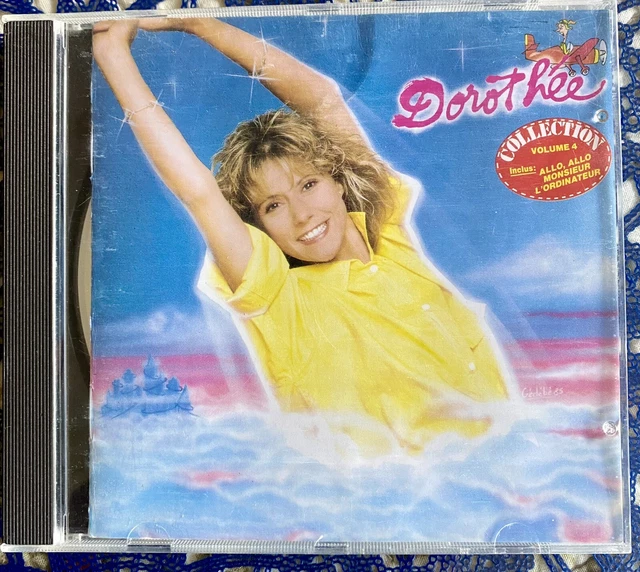 Dorothée
COLLECTION
VOLUME 4
Inclus: ALLO, ALLO
MONSIEUR
L'ORDINATEUR